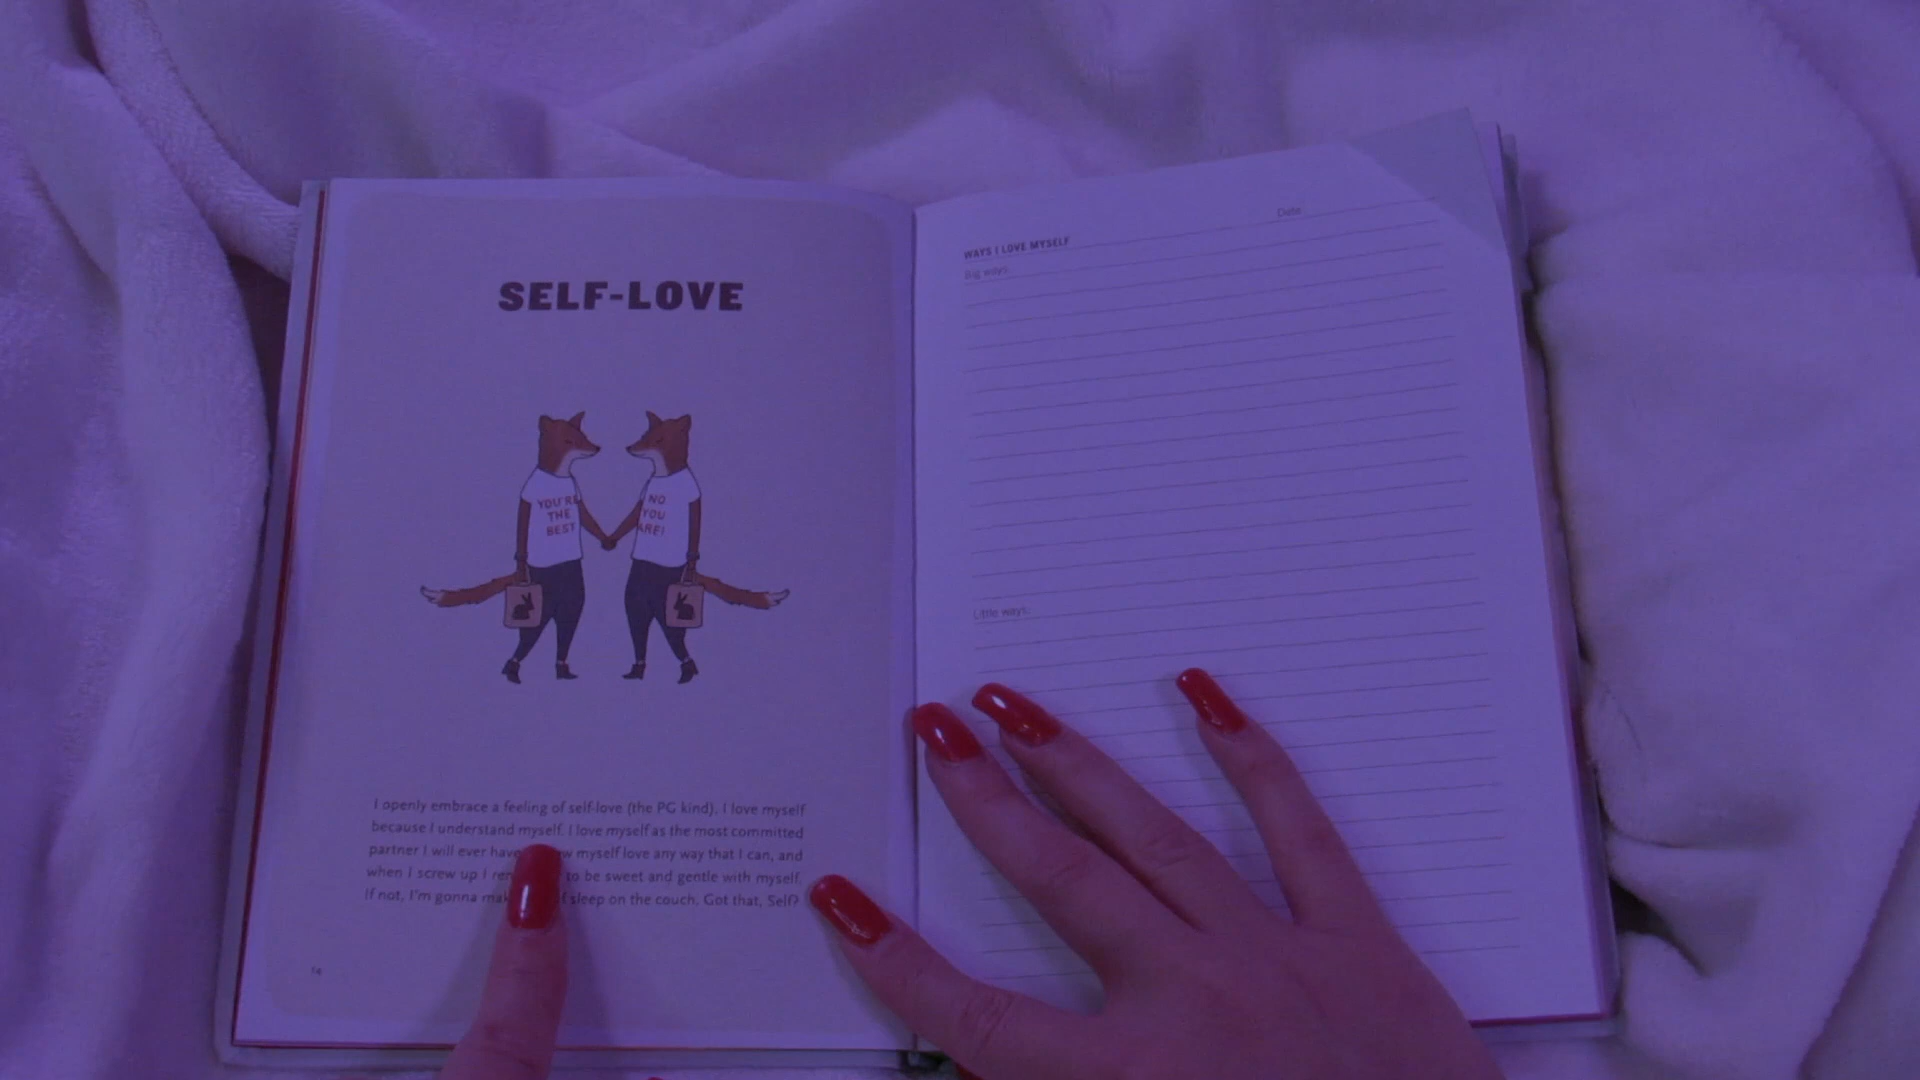 SELF-LOVE
YOU'RE
THE
BEST
NO
YOU
ARE!
I openly embrace a feeling of self-love (the PG kind). I love myself
because I understand myself. I love myself as the most committed
partner I will ever have myself love any way that I can, and
when I screw up I to be sweet and gentle with myself.
If not, I'm gonna sleep on the couch. Got that, Self?
14
Date
WAYS I LOVE MYSELF
Big ways:
Little ways: